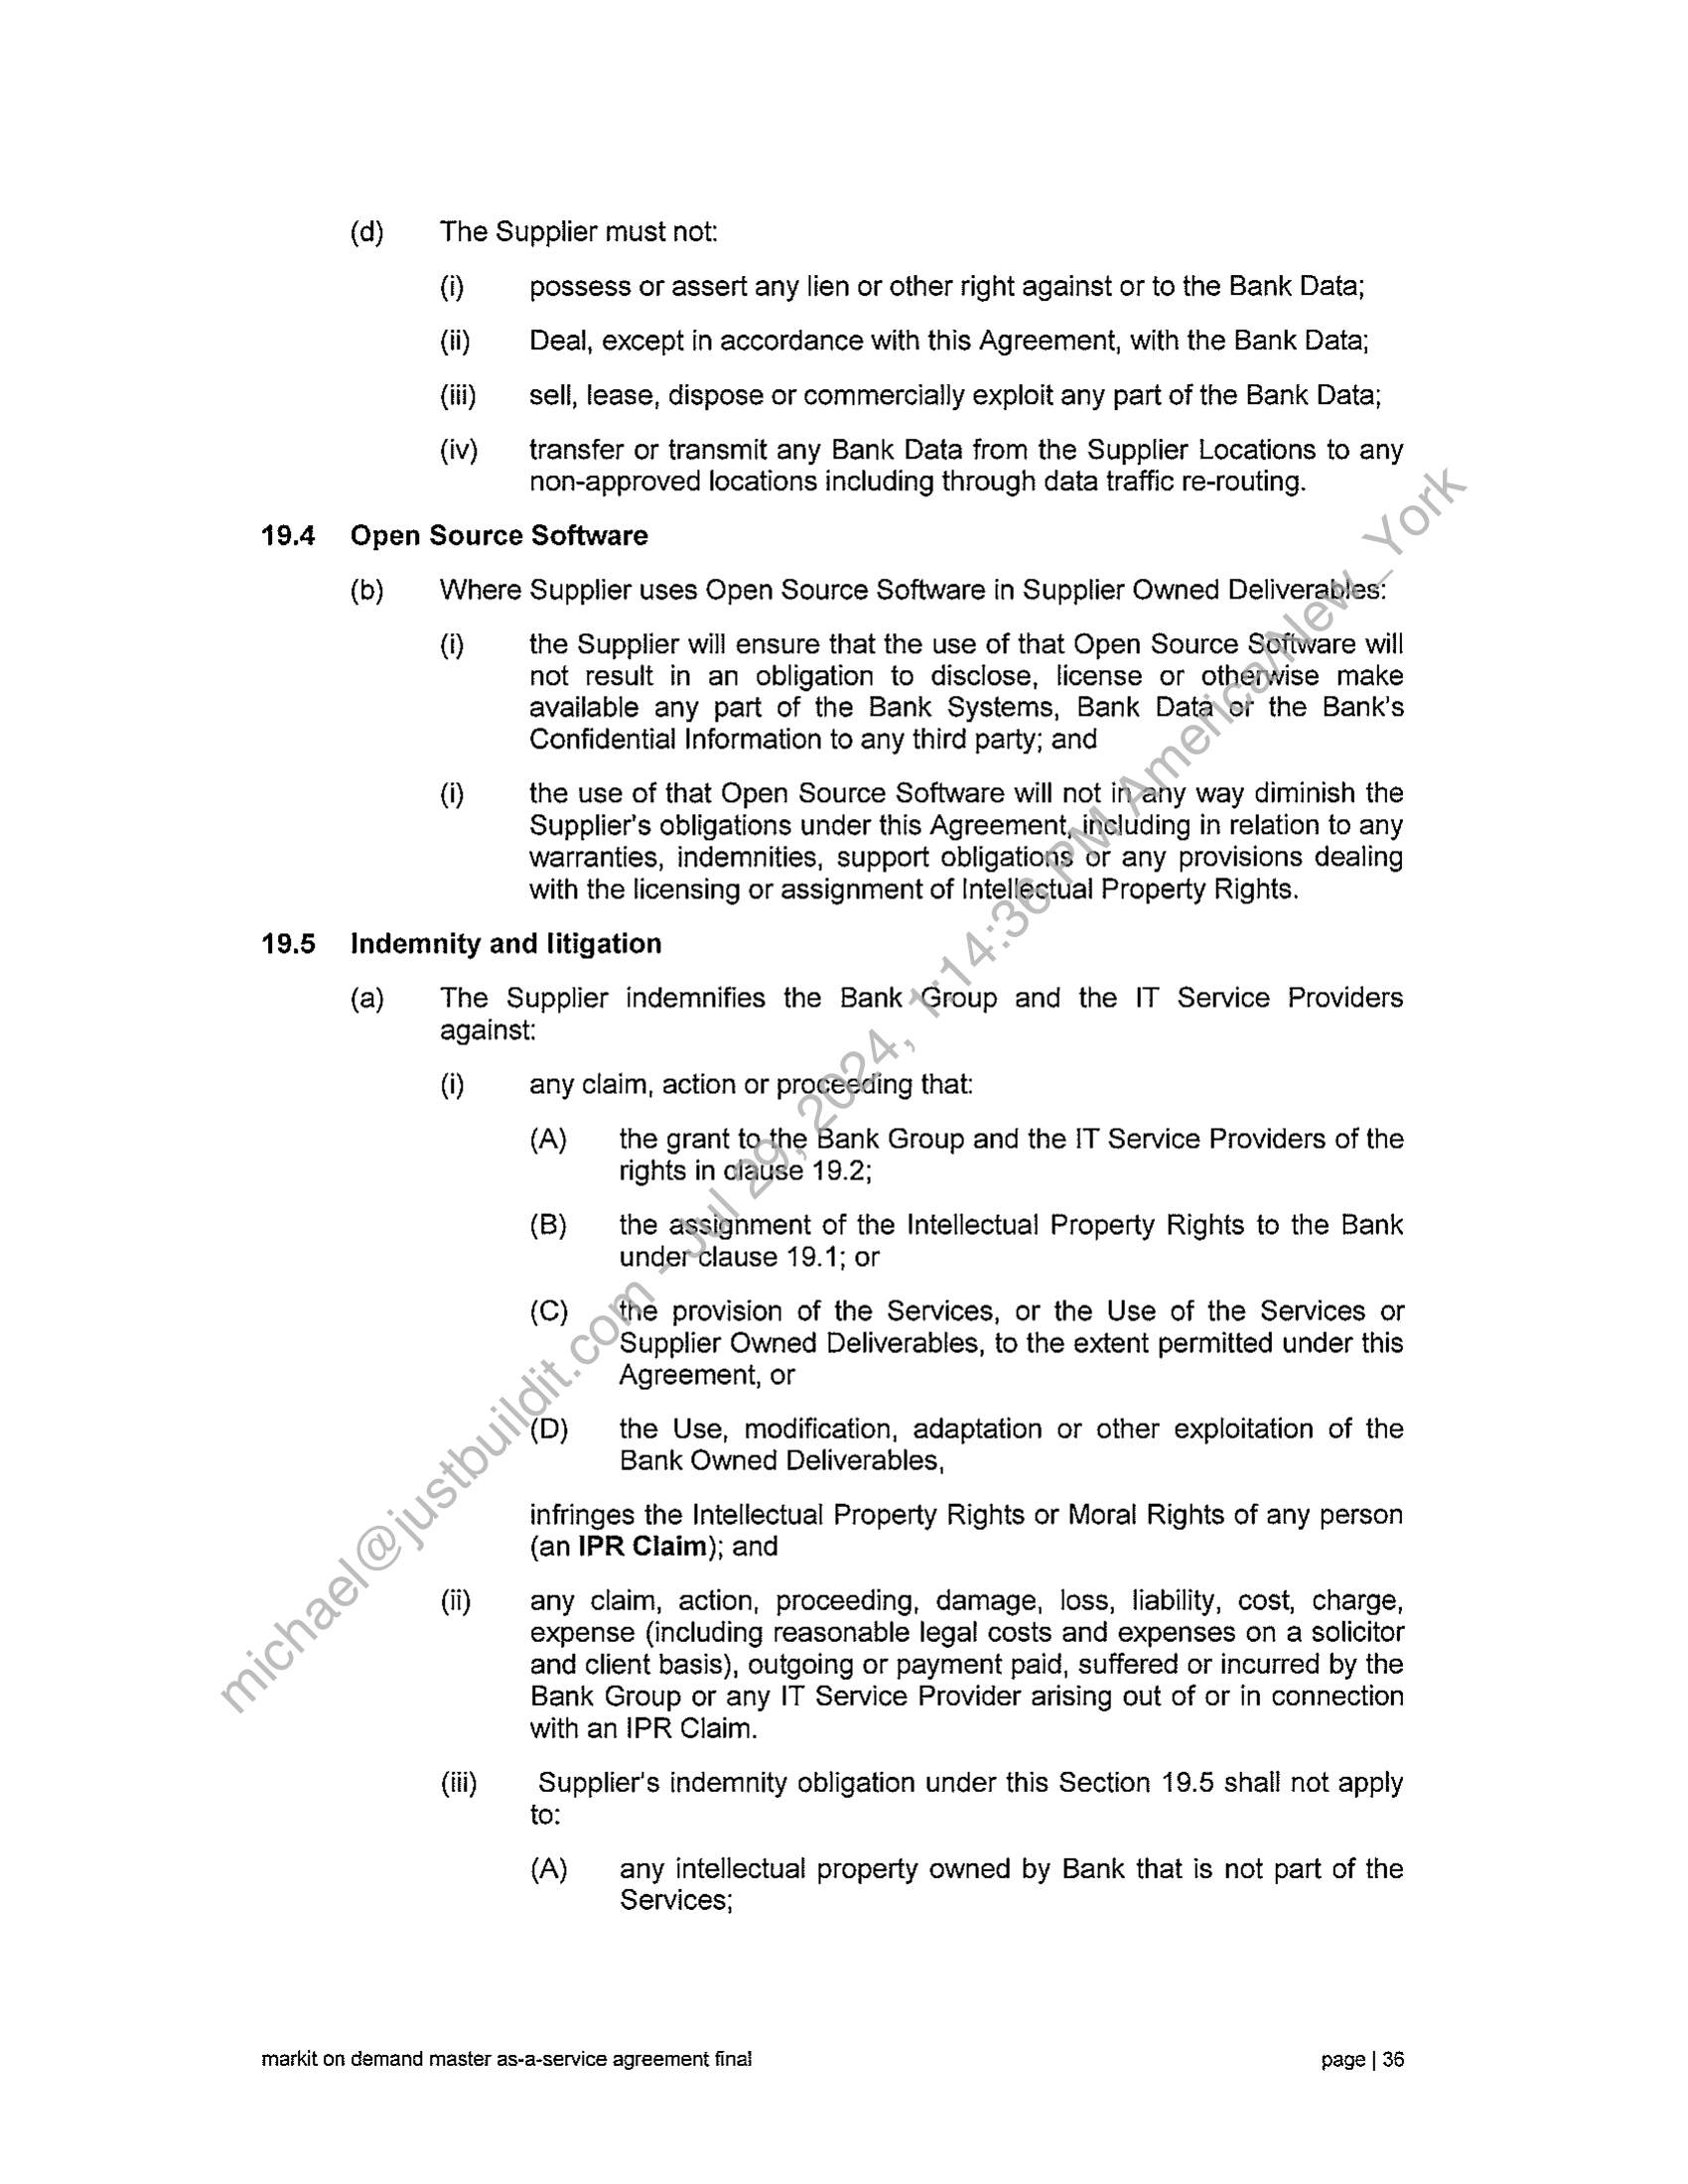 (d) The Supplier must not:
(i) possess or assert any lien or other right against or to the Bank Data;
(ii) Deal, except in accordance with this Agreement, with the Bank Data;
(iii) sell, lease, dispose or commercially exploit any part of the Bank Data;
(iv) transfer or transmit any Bank Data from the Supplier Locations to any
non-approved locations including through data traffic re-routing.
19.4 Open Source Software
(b) Where Supplier uses Open Source Software in Supplier Owned Deliverables:
(i) the Supplier will ensure that the use of that Open Source Software will
not result in an obligation to disclose, license or otherwise make
available any part of the Bank Systems, Bank Data or the Bank's
Confidential Information to any third party; and
(i) the use of that Open Source Software will not in any way diminish the
Supplier's obligations under this Agreement, including in relation to any
warranties, indemnities, support obligations or any provisions dealing
with the licensing or assignment of Intellectual Property Rights.
19.5 Indemnity and litigation
(a) The Supplier indemnifies the Bank Group and the IT Service Providers
against:
(i) any claim, action or proceeding that:
(A) the grant to the Bank Group and the IT Service Providers of the
rights in clause 19.2;
(B) the assignment of the Intellectual Property Rights to the Bank
under clause 19.1; or
(C) the provision of the Services, or the Use of the Services or
Supplier Owned Deliverables, to the extent permitted under this
Agreement, or
(D) the Use, modification, adaptation or other exploitation of the
Bank Owned Deliverables,
infringes the Intellectual Property Rights or Moral Rights of any person
(an IPR Claim); and
(ii) any claim, action, proceeding, damage, loss, liability, cost, charge,
expense (including reasonable legal costs and expenses on a solicitor
and client basis), outgoing or payment paid, suffered or incurred by the
Bank Group or any IT Service Provider arising out of or in connection
with an IPR Claim.
(iii) Supplier's indemnity obligation under this Section 19.5 shall not apply
to:
(A) any intellectual property owned by Bank that is not part of the
Services;
markit on demand master as-a-service agreement final page | 36
michael@justbuildit.com - Jul 29, 2024, 1:14:36 PM America/New_York